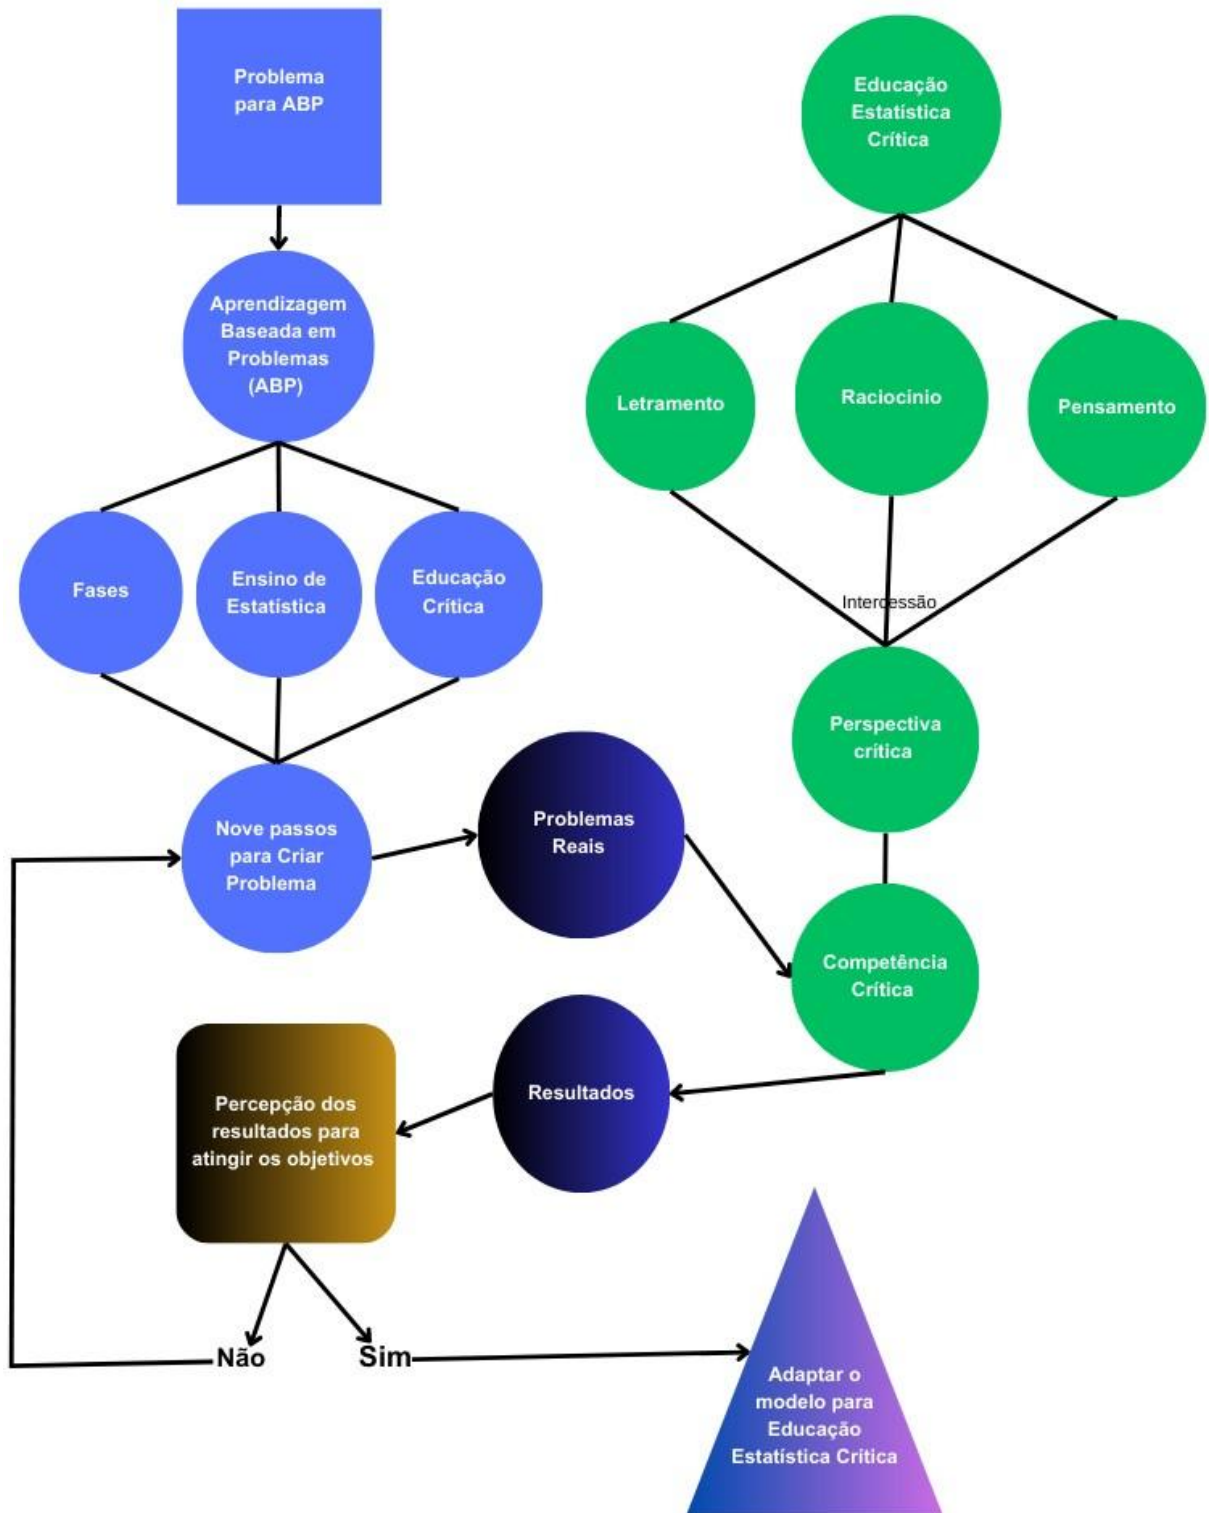 Problema
para ABP
Aprendizagem
Baseada em
Problemas
(ABP)
Fases
Ensino de
Estatística
Educação
Crítica
Nove passos
para Criar
Problema
Problemas
Reais
Educação
Estatística
Crítica
Letramento
Raciocínio
Pensamento
Intercessão
Perspectiva
crítica
Competência
Crítica
Resultados
Percepção dos
resultados para
atingir os objetivos
Não
Sim
Adaptar o
modelo para
Educação
Estatística Crítica